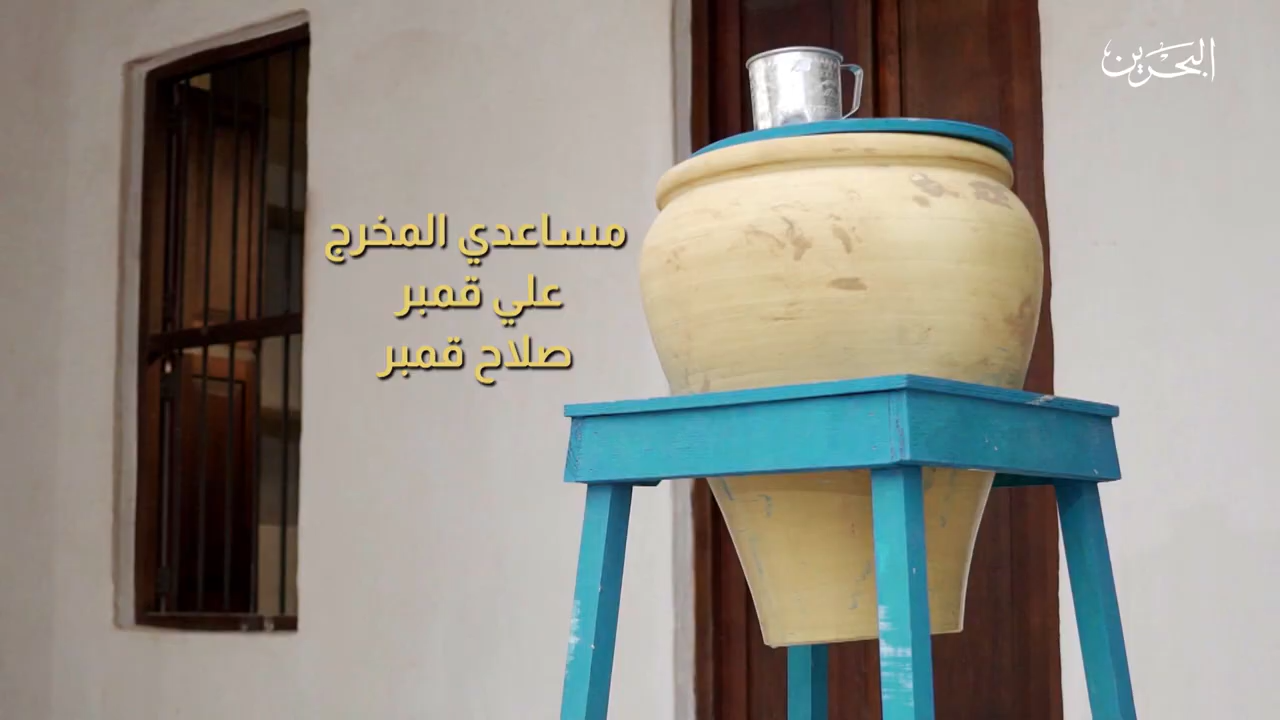 البحرين
مساعدي المخرج
علي قمبر
صلاح قمبر